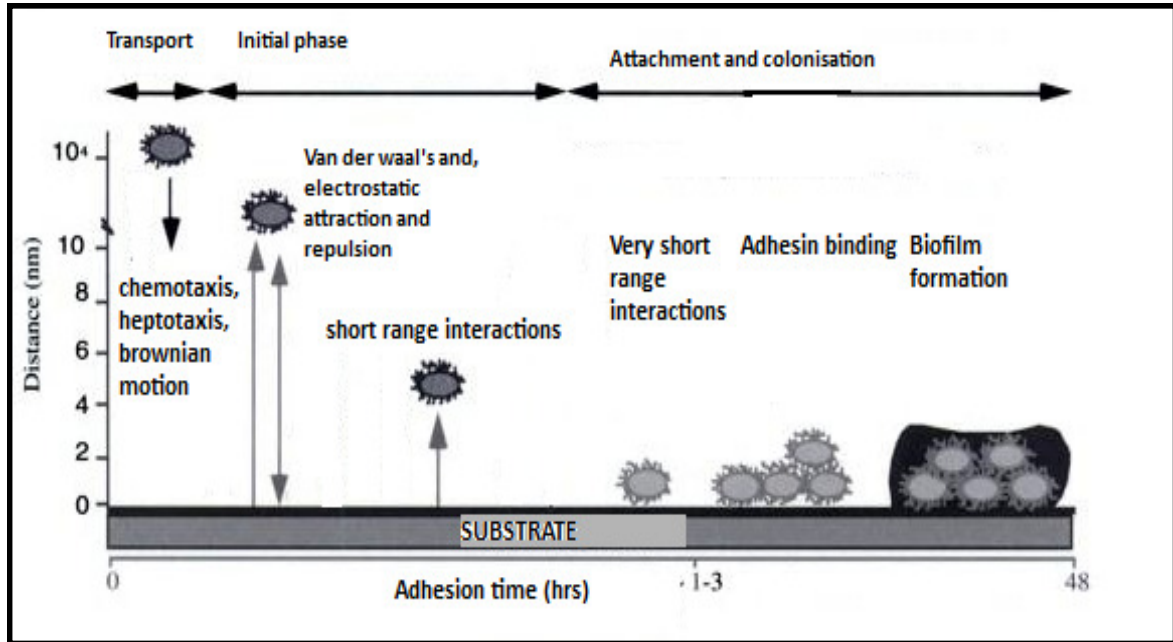 Transport
Initial phase
Attachment and colonisation
10⁴
10
8
6
4
2
0
Distance (nm)
chemotaxis,
heptotaxis,
brownian
motion
Van der waal's and,
electrostatic
attraction and
repulsion
short range interactions
Very short
range
interactions
Adhesin binding
Biofilm
formation
SUBSTRATE
0
Adhesion time (hrs)
1-3
48